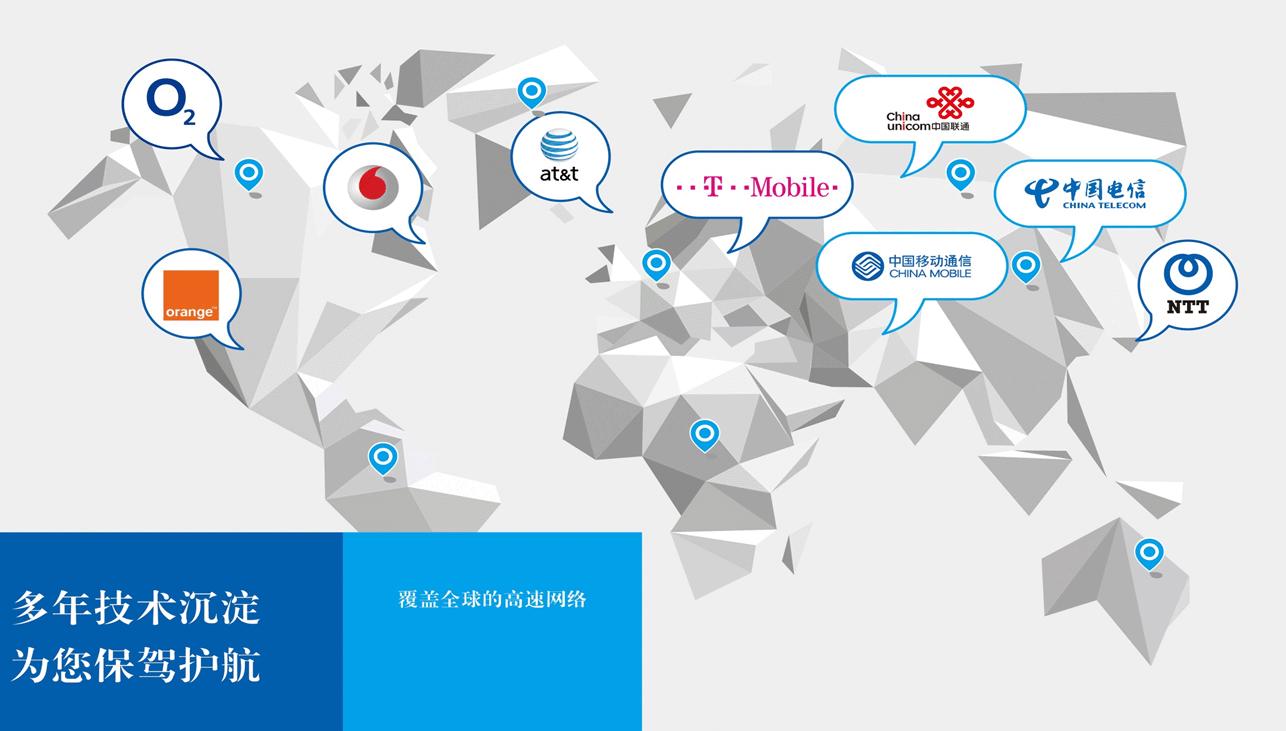 O2
at&t
China
unicom中国联通
··T··Mobile·
中国电信
CHINA TELECOM
中国移动通信
CHINA MOBILE
NTT
orange™
多年技术沉淀
为您保驾护航
覆盖全球的高速网络